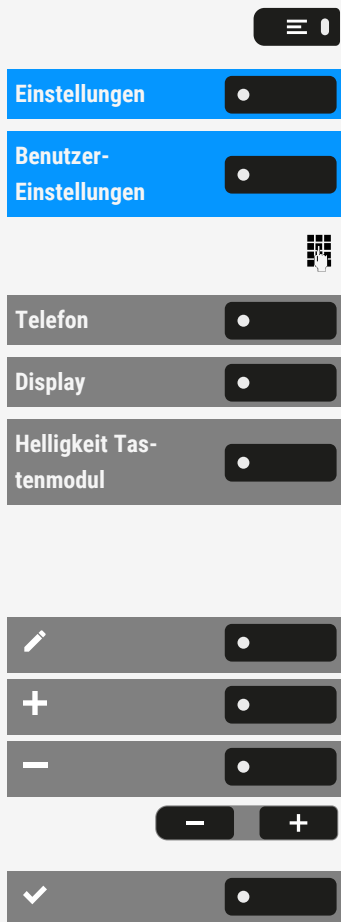 Einstellungen
Benutzer-
Einstellungen
Telefon
Display
Helligkeit Tas-
tenmodul